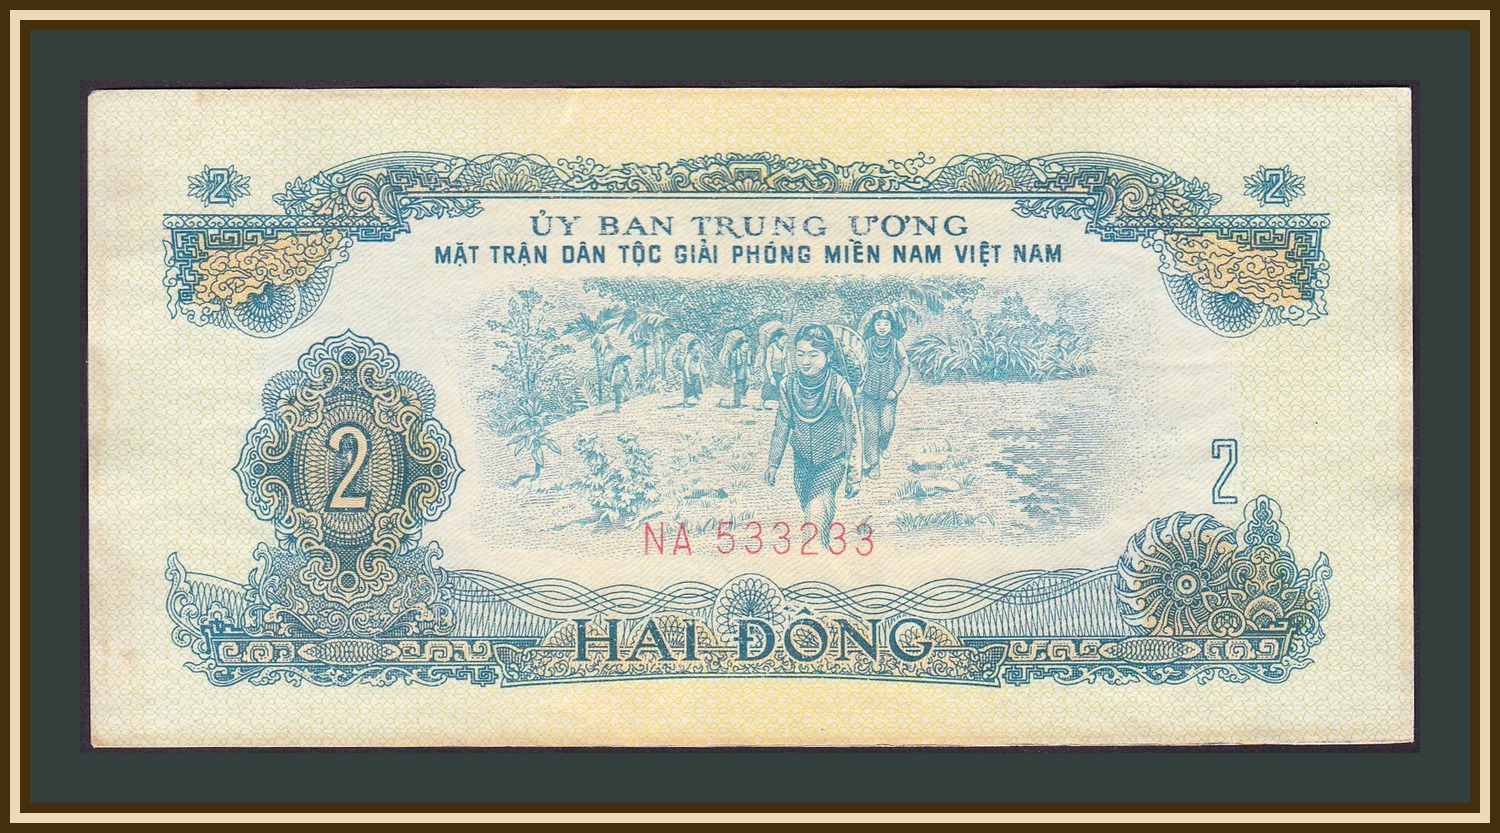 2 2
ỦY BAN TRUNG ƯƠNG
MẶT TRẬN DÂN TỘC GIẢI PHÓNG MIỀN NAM VIỆT NAM
2
2
NA 533233
HAI ĐỒNG